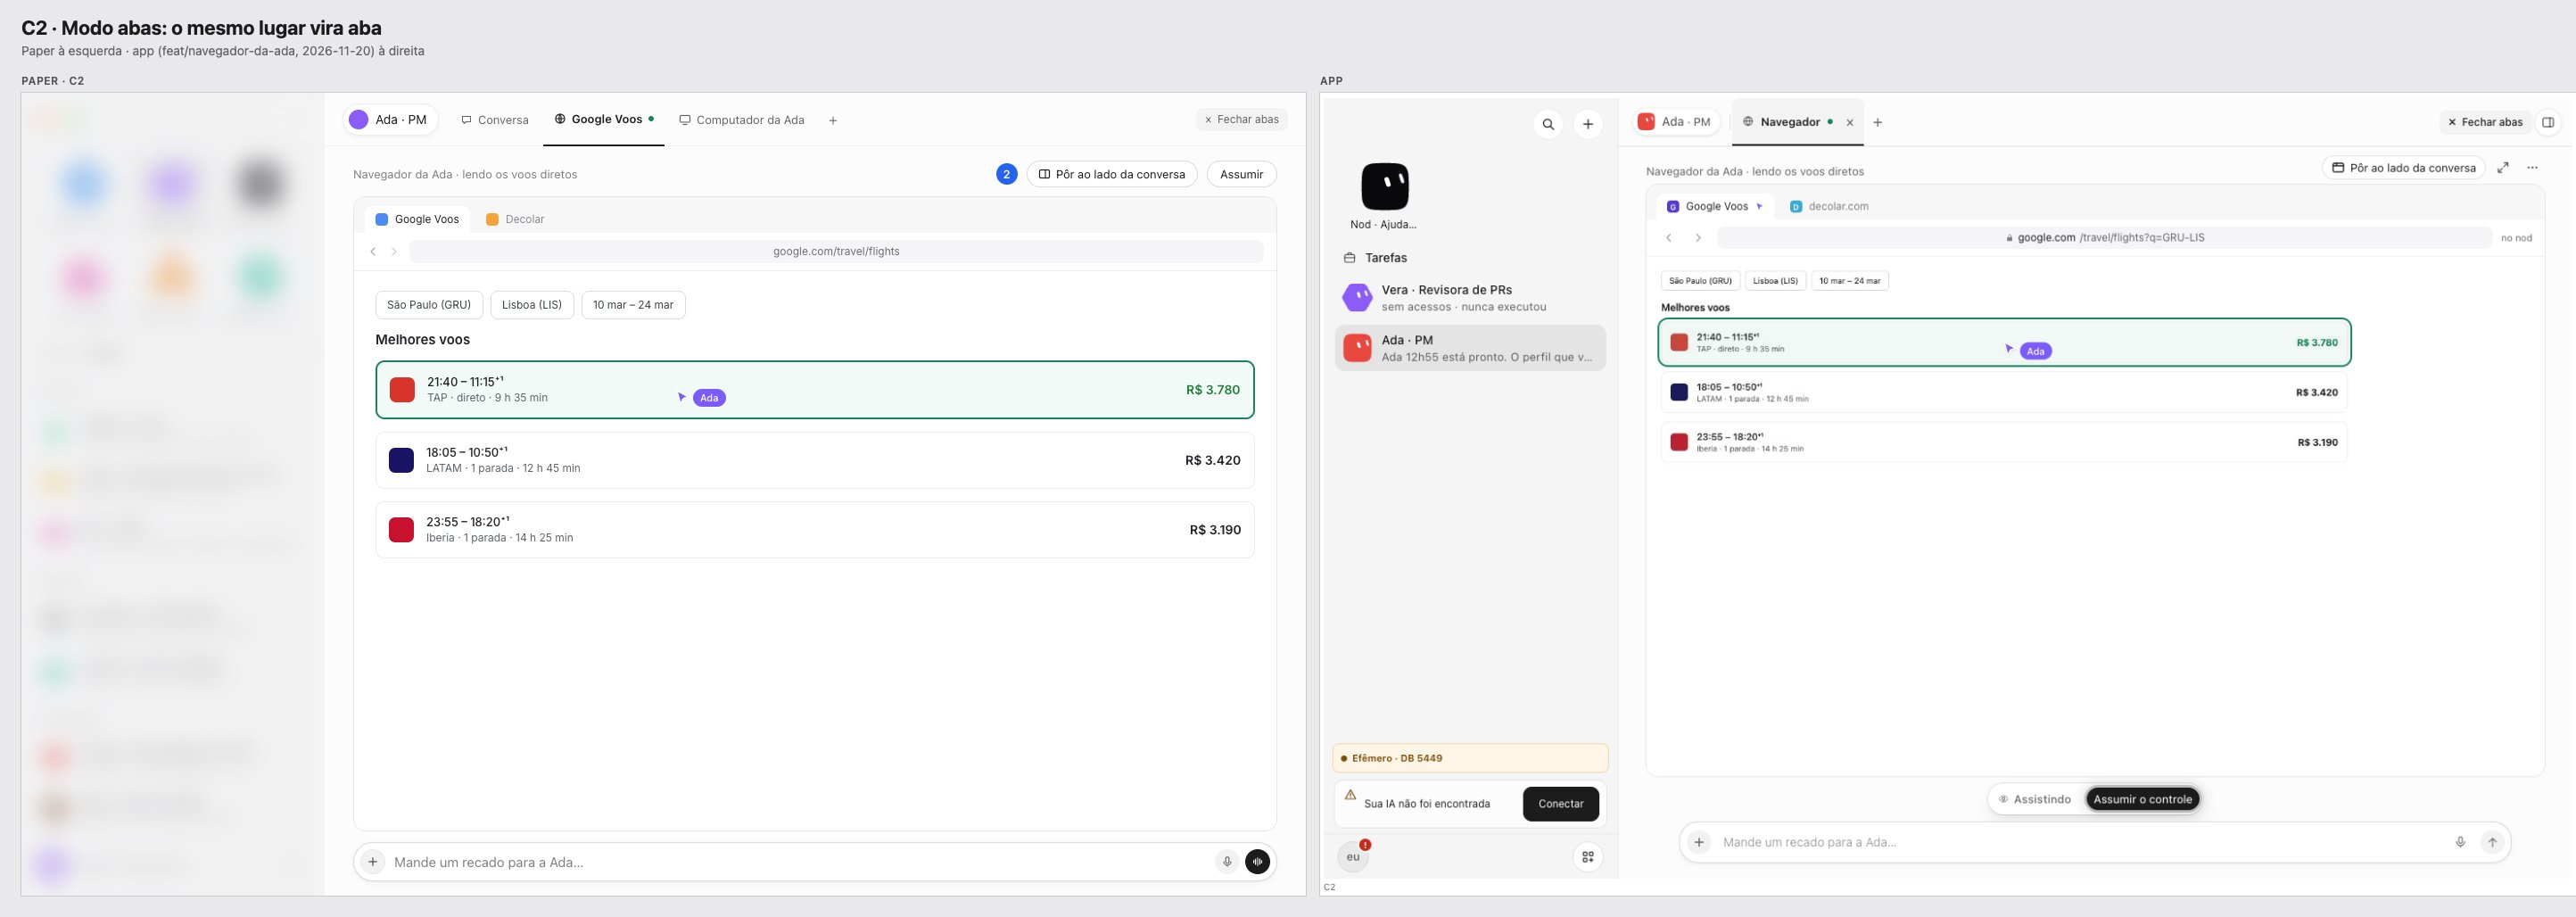 C2 · Modo abas: o mesmo lugar vira aba
Paper à esquerda · app (feat/navegador-da-ada, 2026-11-20) à direita
PAPER · C2
Ada · PM
Conversa
Google Voos
Computador da Ada
+
× Fechar abas
Navegador da Ada · lendo os voos diretos
2
Pôr ao lado da conversa
Assumir
Google Voos
Decolar
google.com/travel/flights
São Paulo (GRU)
Lisboa (LIS)
10 mar – 24 mar
Melhores voos
21:40 – 11:15⁺¹
TAP · direto · 9 h 35 min
Ada
R$ 3.780
18:05 – 10:50⁺¹
LATAM · 1 parada · 12 h 45 min
R$ 3.420
23:55 – 18:20⁺¹
Iberia · 1 parada · 14 h 25 min
R$ 3.190
Mande um recado para a Ada...
APP
Nod · Ajuda...
Tarefas
Vera · Revisora de PRs
sem acessos · nunca executou
Ada · PM
Ada 12h55 está pronto. O perfil que v...
Efêmero · DB 5449
Sua IA não foi encontrada
Conectar
eu
!
C2
Ada · PM
Navegador
×
+
× Fechar abas
Navegador da Ada · lendo os voos diretos
Pôr ao lado da conversa
G Google Voos
D decolar.com
google.com /travel/flights?q=GRU-LIS
no nod
São Paulo (GRU)
Lisboa (LIS)
10 mar – 24 mar
Melhores voos
21:40 – 11:15⁺¹
TAP · direto · 9 h 35 min
Ada
R$ 3.780
18:05 – 10:50⁺¹
LATAM · 1 parada · 12 h 45 min
R$ 3.420
23:55 – 18:20⁺¹
Iberia · 1 parada · 14 h 25 min
R$ 3.190
Assistindo
Assumir o controle
Mande um recado para a Ada...